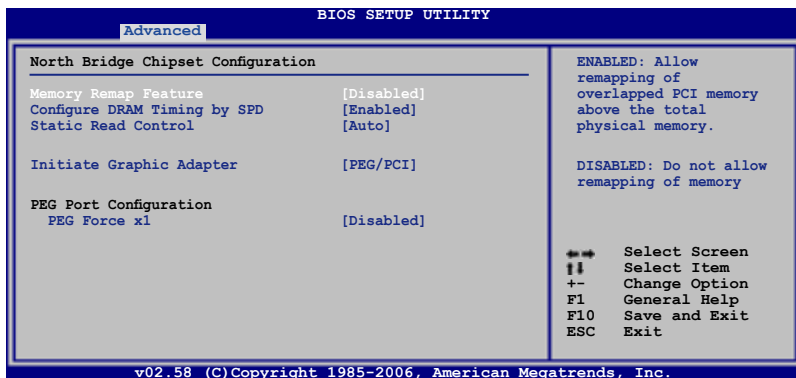 BIOS SETUP UTILITY
Advanced
North Bridge Chipset Configuration
Memory Remap Feature [Disabled]
Configure DRAM Timing by SPD [Enabled]
Static Read Control [Auto]
Initiate Graphic Adapter [PEG/PCI]
PEG Port Configuration
PEG Force x1 [Disabled]
ENABLED: Allow
remapping of
overlapped PCI memory
above the total
physical memory.
DISABLED: Do not allow
remapping of memory
←→ Select Screen
↑↓ Select Item
+- Change Option
F1 General Help
F10 Save and Exit
ESC Exit
v02.58 (C)Copyright 1985-2006, American Megatrends, Inc.